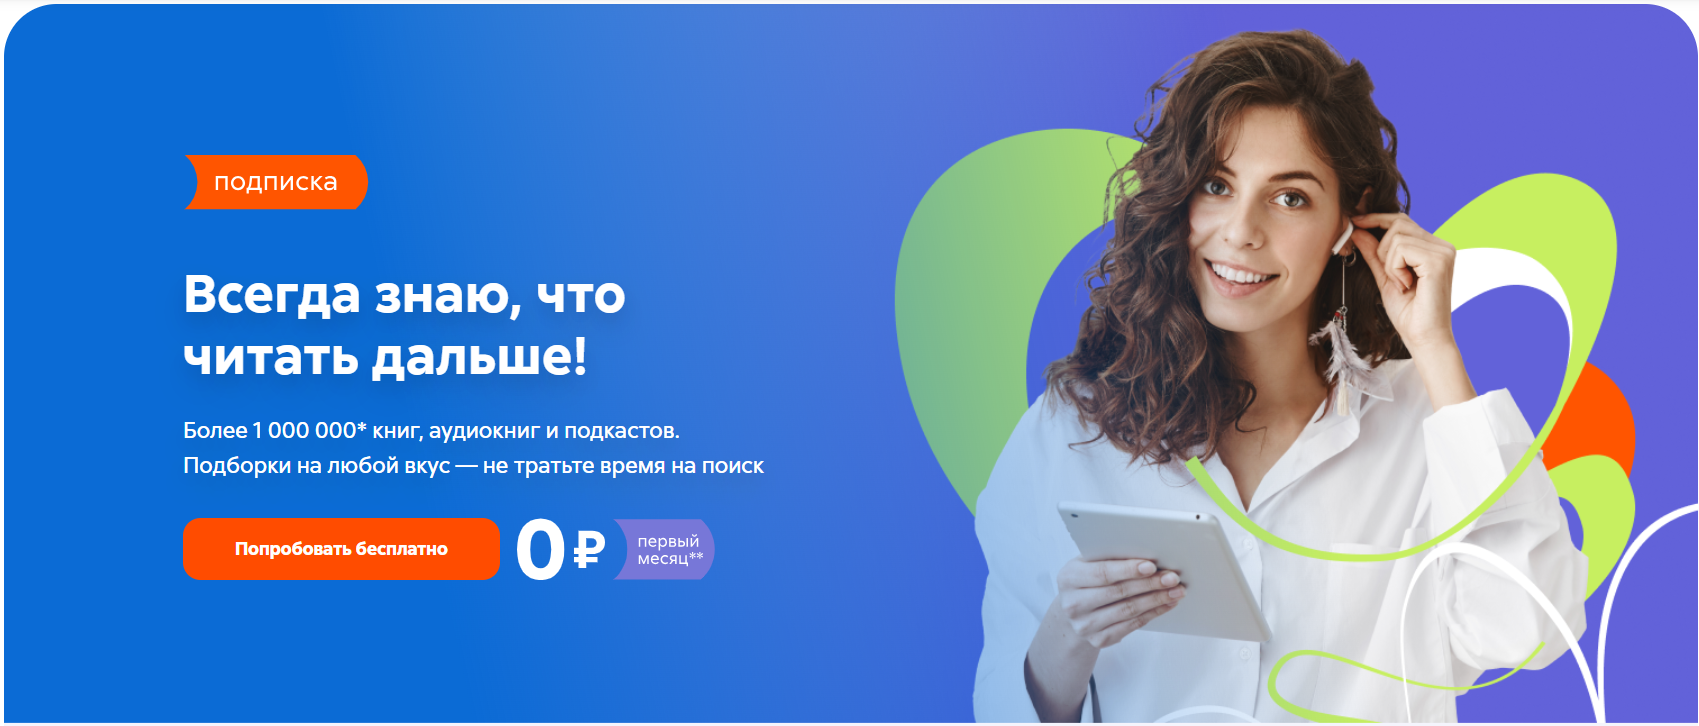 подписка
Всегда знаю, что
читать дальше!
Более 1 000 000* книг, аудиокниг и подкастов.
Подборки на любой вкус — не тратьте время на поиск
Попробовать бесплатно
0 ₽
первый
месяц**